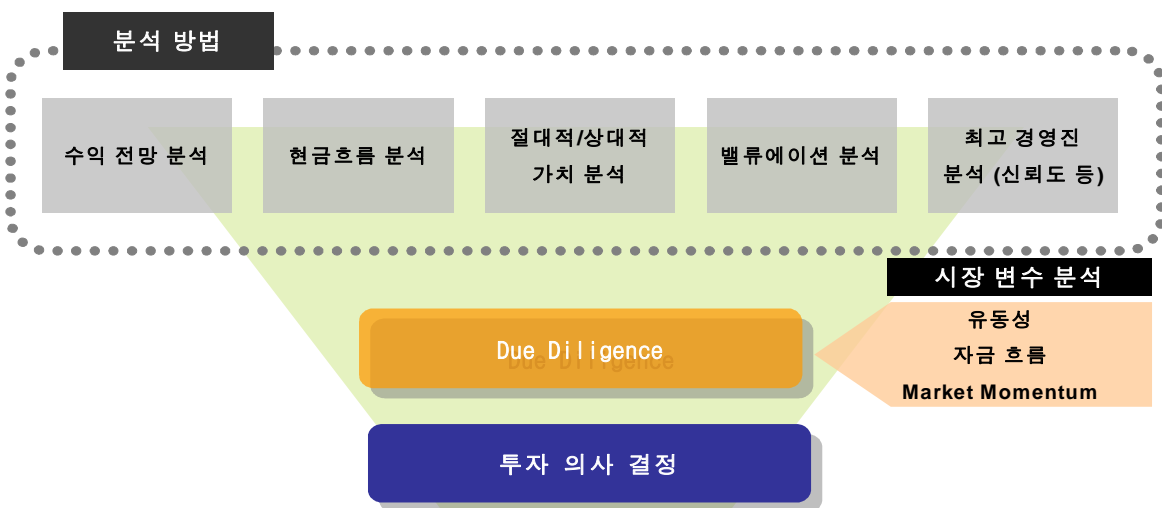 분석 방법
수익 전망 분석
현금흐름 분석
절대적/상대적
가치 분석
밸류에이션 분석
최고 경영진
분석 (신뢰도 등)
시장 변수 분석
유동성
자금 흐름
Market Momentum
Due Diligence
투자 의사 결정